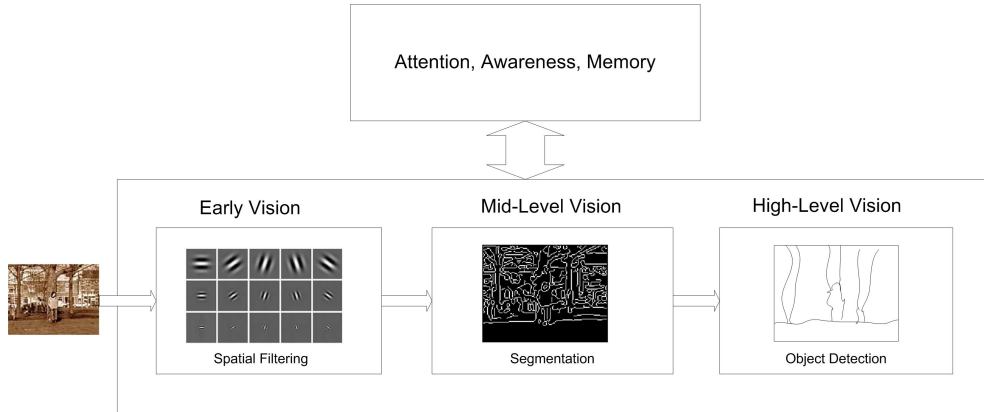 Attention, Awareness, Memory
Early Vision
Mid-Level Vision
High-Level Vision
Spatial Filtering
Segmentation
Object Detection